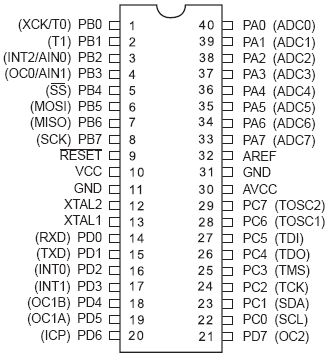 (XCK/T0) PB0 1 40 PA0 (ADC0)
(T1) PB1 2 39 PA1 (ADC1)
(INT2/AIN0) PB2 3 38 PA2 (ADC2)
(OC0/AIN1) PB3 4 37 PA3 (ADC3)
(SS) PB4 5 36 PA4 (ADC4)
(MOSI) PB5 6 35 PA5 (ADC5)
(MISO) PB6 7 34 PA6 (ADC6)
(SCK) PB7 8 33 PA7 (ADC7)
RESET 9 32 AREF
VCC 10 31 GND
GND 11 30 AVCC
XTAL2 12 29 PC7 (TOSC2)
XTAL1 13 28 PC6 (TOSC1)
(RXD) PD0 14 27 PC5 (TDI)
(TXD) PD1 15 26 PC4 (TDO)
(INT0) PD2 16 25 PC3 (TMS)
(INT1) PD3 17 24 PC2 (TCK)
(OC1B) PD4 18 23 PC1 (SDA)
(OC1A) PD5 19 22 PC0 (SCL)
(ICP) PD6 20 21 PD7 (OC2)